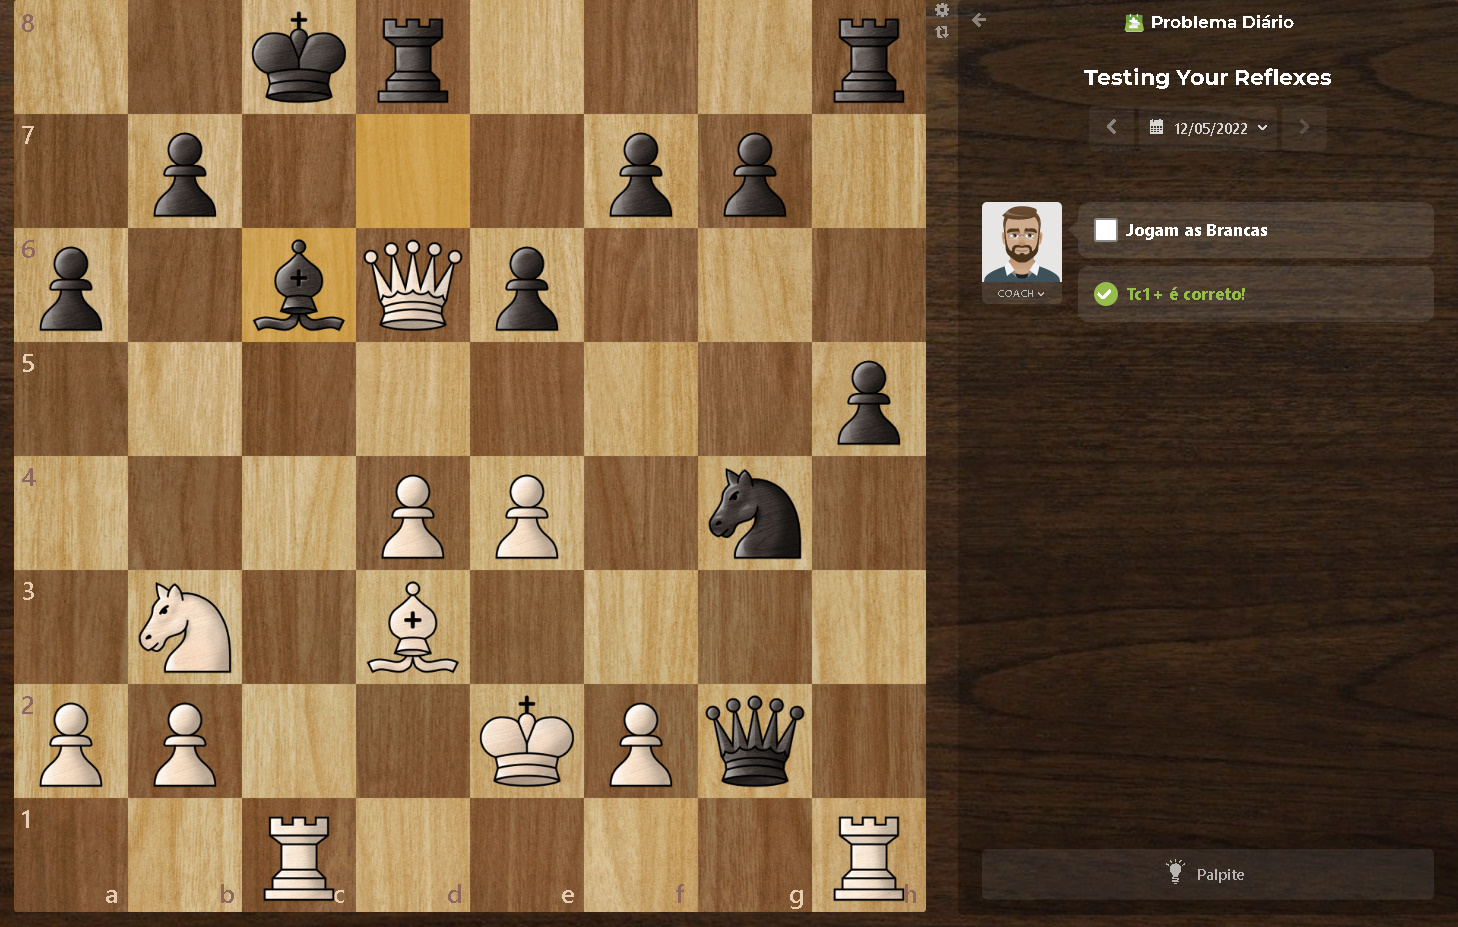 8
7
6
5
4
3
2
1
a b c d e f g h
Problema Diário
Testing Your Reflexes
12/05/2022
Jogam as Brancas
COACH
Tc1+ é correto!
Palpite